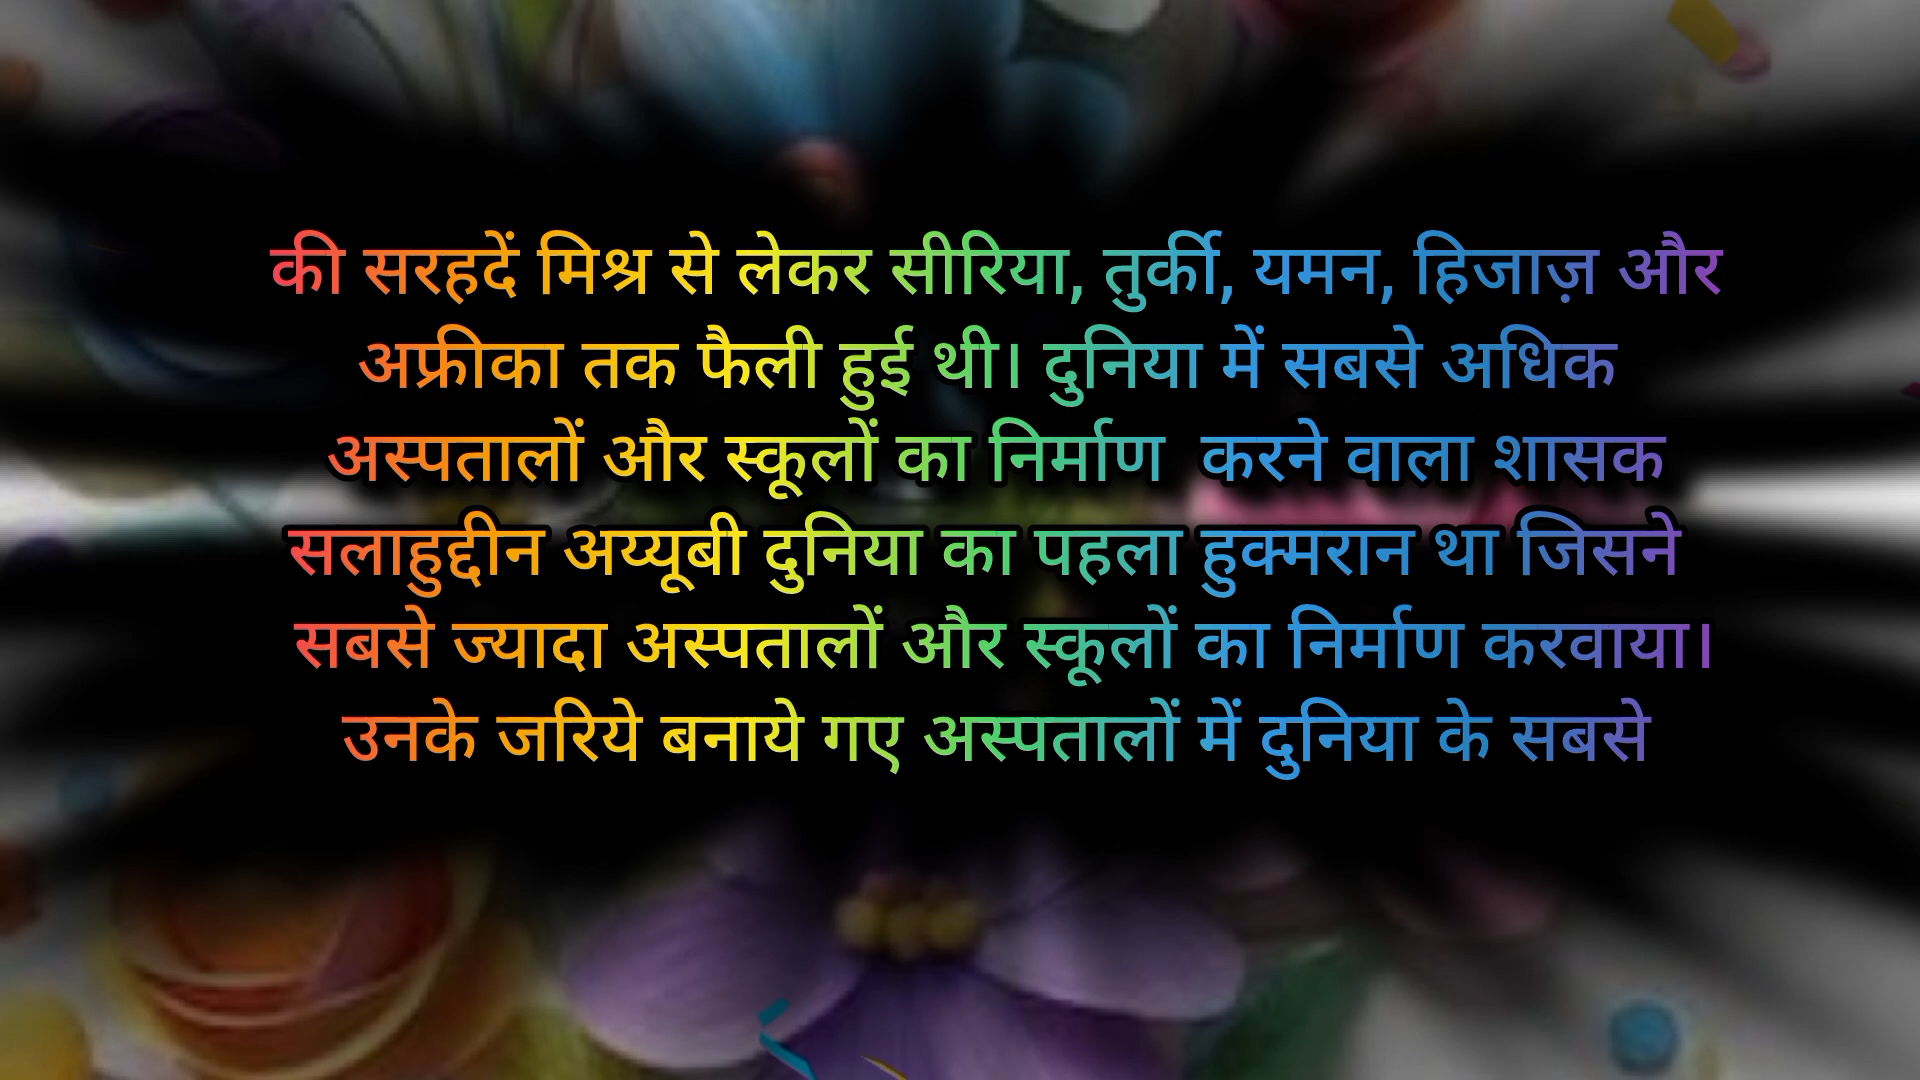 की सरहदें मिश्र से लेकर सीरिया, तुर्की, यमन, हिजाज़ और
अफ्रीका तक फैली हुई थी। दुनिया में सबसे अधिक
अस्पतालों और स्कूलों का निर्माण  करने वाला शासक
सलाहुद्दीन अय्यूबी दुनिया का पहला हुक्मरान था जिसने
सबसे ज्यादा अस्पतालों और स्कूलों का निर्माण करवाया।
उनके जरिये बनाये गए अस्पतालों में दुनिया के सबसे